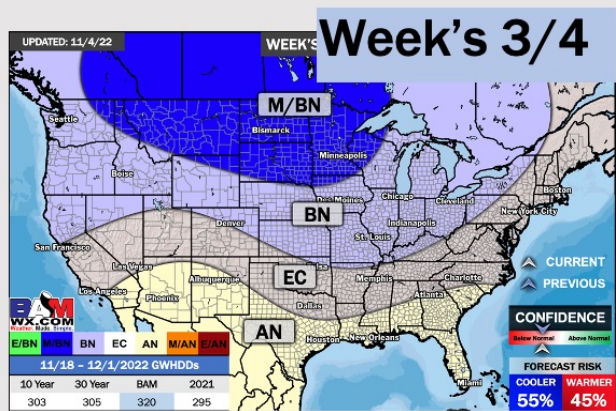 UPDATED: 11/4/22
WEEK'S
Week's 3/4
M/BN
Seattle
Bismarck
Minneapolis
Boise
Des Moines
Chicago
Cleveland
Boston
New York City
BN
Denver
Indianapolis
St. Louis
San Francisco
Las Vegas
EC
Memphis
Charlotte
Los Angeles
Albuquerque
Phoenix
Dallas
Atlanta
AN
Houston
New Orleans
Miami
CURRENT
PREVIOUS
BAM
WX.COM
Weather. Made. Simple.
CONFIDENCE
Below Normal Above Normal
E/BN M/BN BN EC AN M/AN E/AN
11/18 – 12/1/2022 GWHDDs
10 Year 30 Year BAM 2021
303 305 320 295
FORECAST RISK
COOLER WARMER
55% 45%